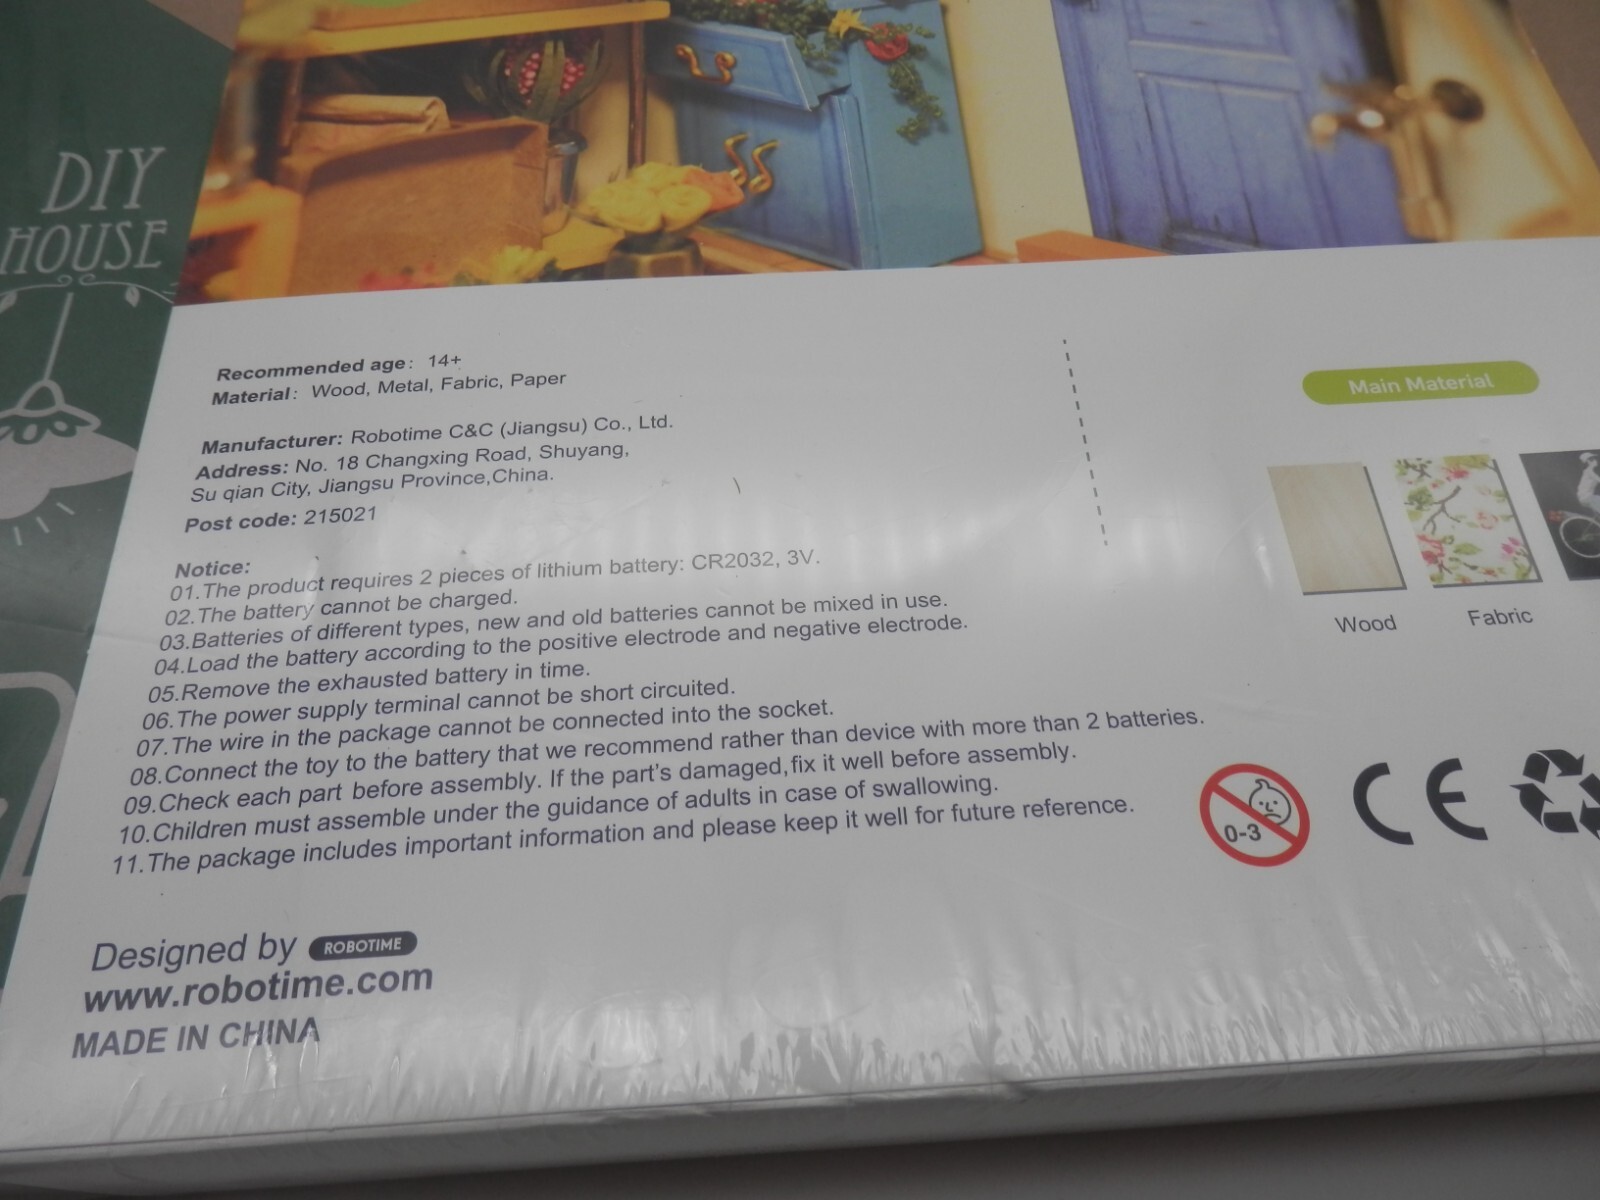 DIY
HOUSE
Recommended age: 14+
Material: Wood, Metal, Fabric, Paper
Manufacturer: Robotime C&C (Jiangsu) Co., Ltd.
Address: No. 18 Changxing Road, Shuyang,
Su qian City, Jiangsu Province,China.
Post code: 215021
Notice:
01.The product requires 2 pieces of lithium battery: CR2032, 3V.
02.The battery cannot be charged.
03.Batteries of different types, new and old batteries cannot be mixed in use.
04.Load the battery according to the positive electrode and negative electrode.
05.Remove the exhausted battery in time.
06.The power supply terminal cannot be short circuited.
07.The wire in the package cannot be connected into the socket.
08.Connect the toy to the battery that we recommend rather than device with more than 2 batteries.
09.Check each part before assembly. If the part's damaged,fix it well before assembly.
10.Children must assemble under the guidance of adults in case of swallowing.
11.The package includes important information and please keep it well for future reference.
Designed by ROBOTIME
www.robotime.com
MADE IN CHINA
Main Material
Wood
Fabric
0-3
CE